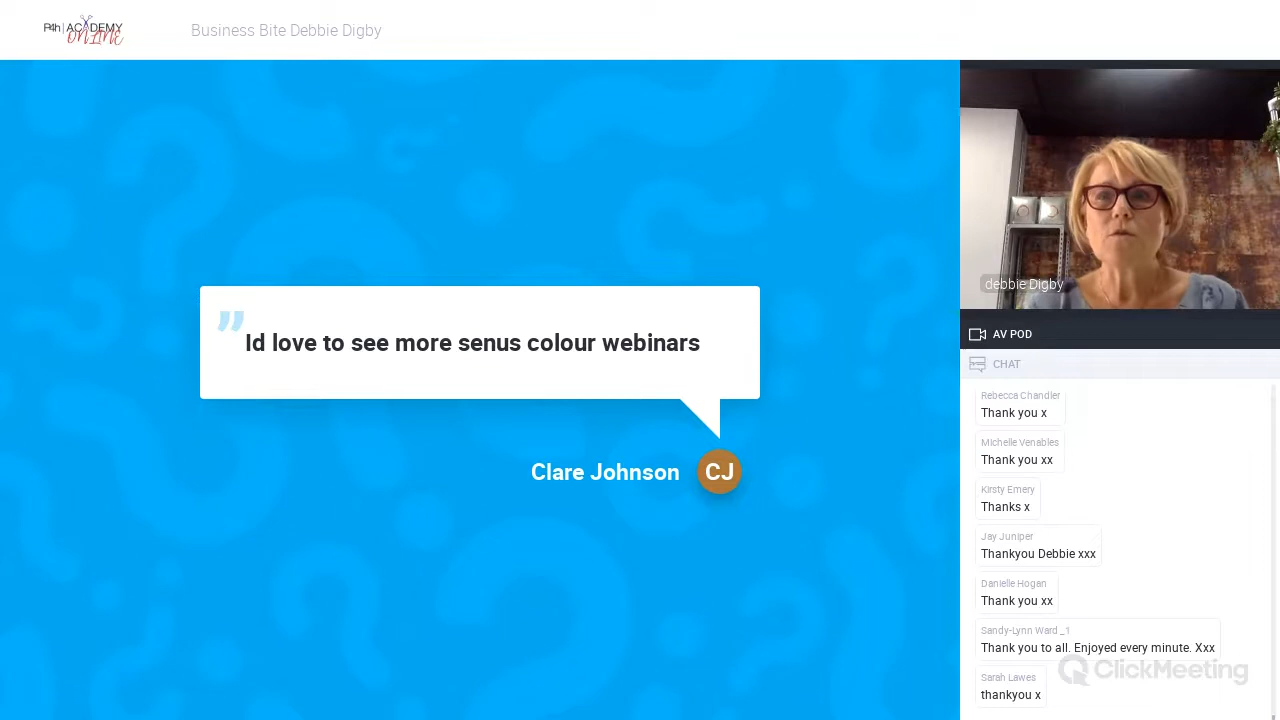 P4h | ACADEMY
ONLINE
Business Bite Debbie Digby
Id love to see more senus colour webinars
Clare Johnson
CJ
debbie Digby
AV POD
CHAT
Rebecca Chandler
Thank you x
Michelle Venables
Thank you xx
Kirsty Emery
Thanks x
Jay Juniper
Thankyou Debbie xxx
Danielle Hogan
Thank you xx
Sandy-Lynn Ward _1
Thank you to all. Enjoyed every minute. Xxx
ClickMeeting
Sarah Lawes
thankyou x